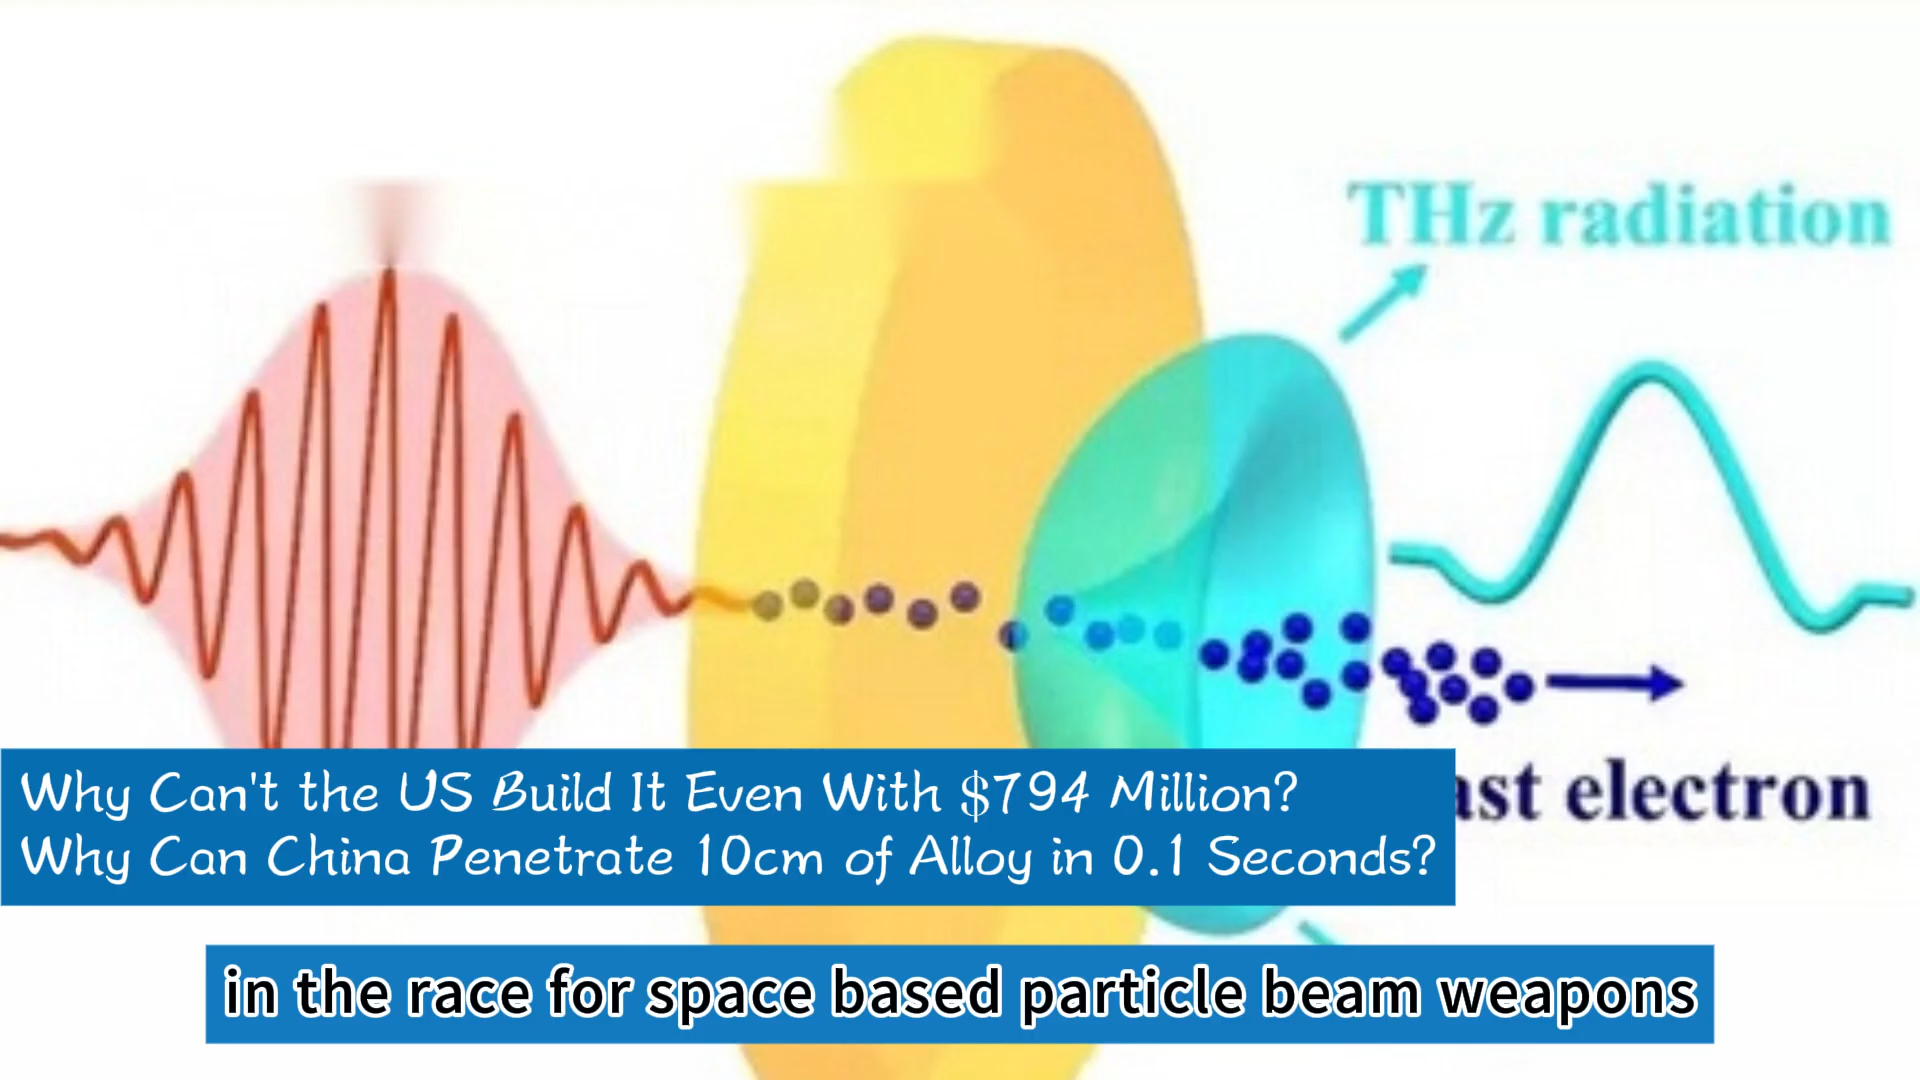 THz radiation
ast electron
Why Can't the US Build It Even With $794 Million?
Why Can China Penetrate 10cm of Alloy in 0.1 Seconds?
in the race for space based particle beam weapons